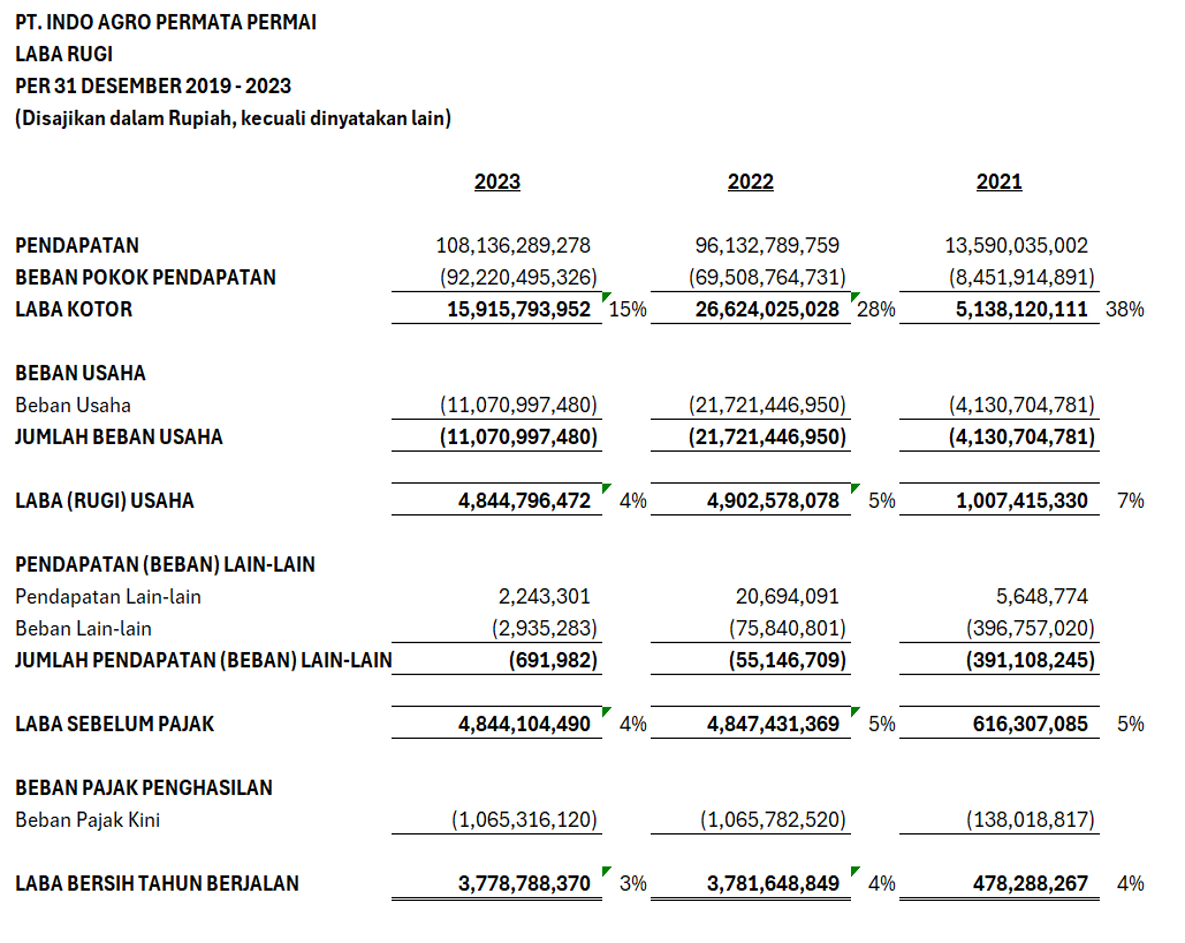 PT. INDO AGRO PERMATA PERMAI
LABA RUGI
PER 31 DESEMBER 2019 - 2023
(Disajikan dalam Rupiah, kecuali dinyatakan lain)
2023 2022 2021
PENDAPATAN 108,136,289,278 96,132,789,759 13,590,035,002
BEBAN POKOK PENDAPATAN (92,220,495,326) (69,508,764,731) (8,451,914,891)
LABA KOTOR 15,915,793,952 15% 26,624,025,028 28% 5,138,120,111 38%
BEBAN USAHA
Beban Usaha (11,070,997,480) (21,721,446,950) (4,130,704,781)
JUMLAH BEBAN USAHA (11,070,997,480) (21,721,446,950) (4,130,704,781)
LABA (RUGI) USAHA 4,844,796,472 4% 4,902,578,078 5% 1,007,415,330 7%
PENDAPATAN (BEBAN) LAIN-LAIN
Pendapatan Lain-lain 2,243,301 20,694,091 5,648,774
Beban Lain-lain (2,935,283) (75,840,801) (396,757,020)
JUMLAH PENDAPATAN (BEBAN) LAIN-LAIN (691,982) (55,146,709) (391,108,245)
LABA SEBELUM PAJAK 4,844,104,490 4% 4,847,431,369 5% 616,307,085 5%
BEBAN PAJAK PENGHASILAN
Beban Pajak Kini (1,065,316,120) (1,065,782,520) (138,018,817)
LABA BERSIH TAHUN BERJALAN 3,778,788,370 3% 3,781,648,849 4% 478,288,267 4%